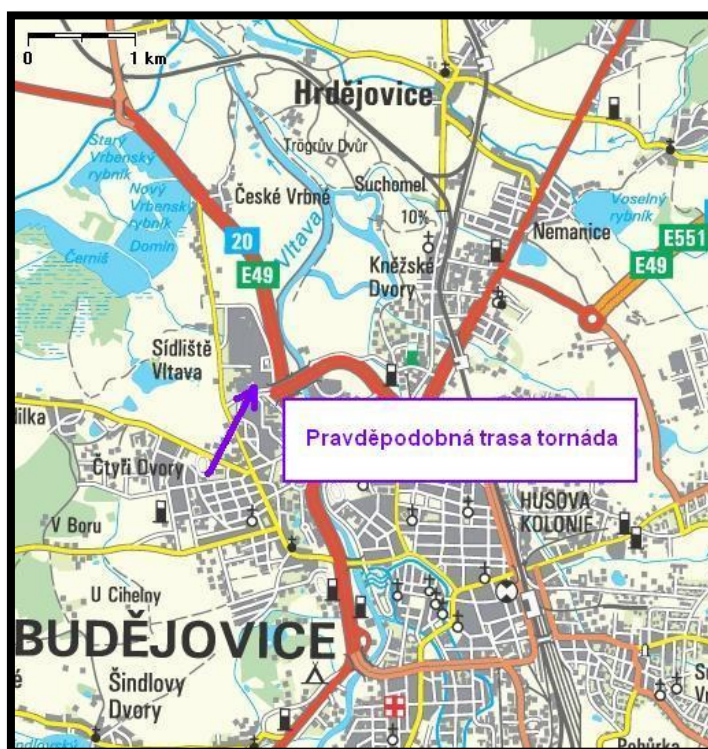 0
1 km
Hrdějovice
Starý
Vrbenský
rybník
Nový
Vrbenský
rybník
Domin
Černiš
České Vrbné
Trögrův Dvůr
Suchomel
10%
Vltava
20
E49
Kněžské
Dvory
Nemanice
Voselný
rybník
E551
E49
Sídliště
Vltava
Čtyři Dvory
Pravděpodobná trasa tornáda
V Boru
HUSOVA
KOLONIE
U Cihelny
BUDĚJOVICE
Šindlovy
Dvory